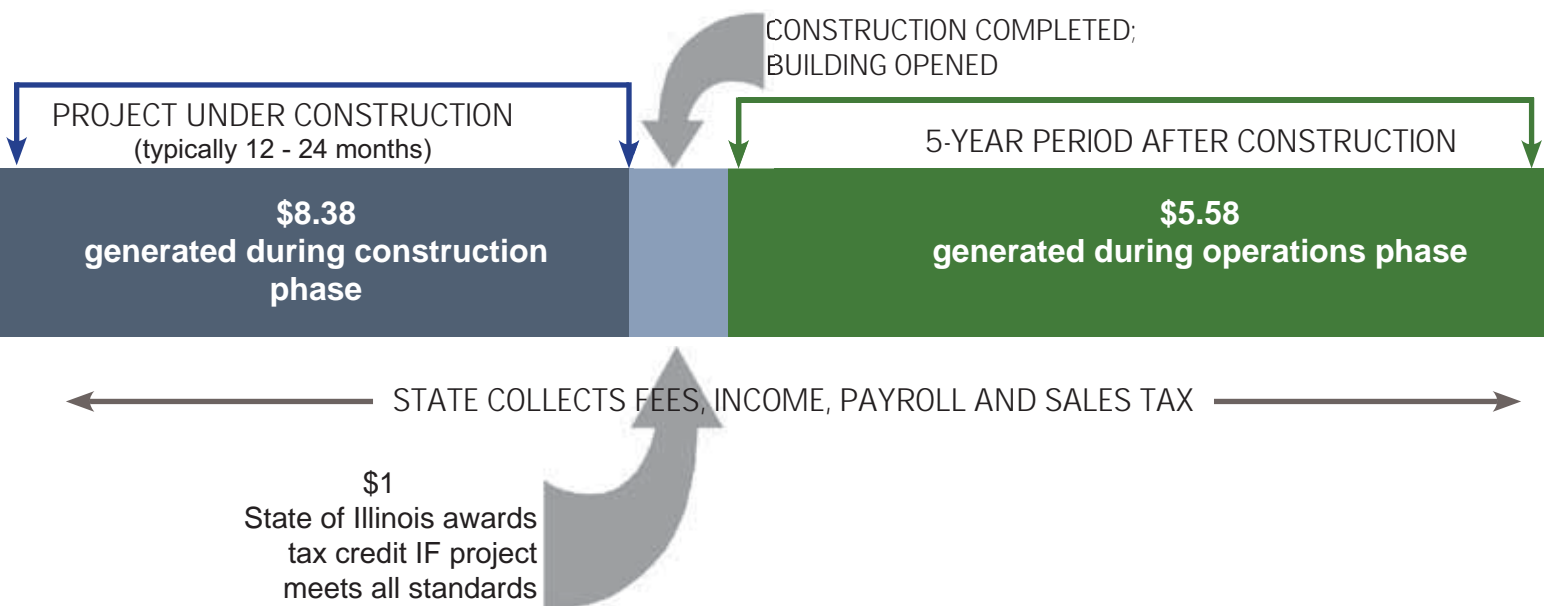 CONSTRUCTION COMPLETED;
BUILDING OPENED
PROJECT UNDER CONSTRUCTION
(typically 12 - 24 months)
5-YEAR PERIOD AFTER CONSTRUCTION
$8.38
generated during construction
phase
$5.58
generated during operations phase
STATE COLLECTS FEES, INCOME, PAYROLL AND SALES TAX
$1
State of Illinois awards
tax credit IF project
meets all standards